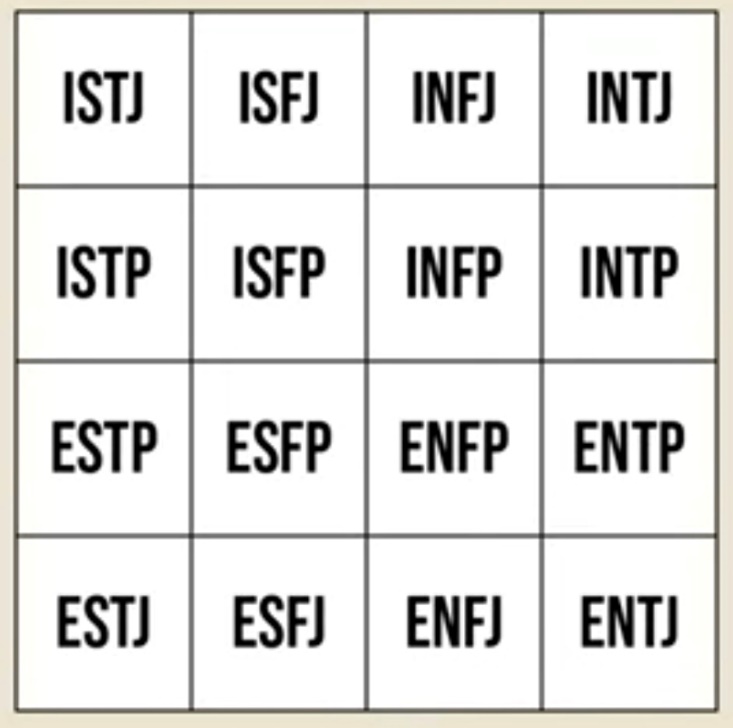 ISTJ ISFJ INFJ INTJ
ISTP ISFP INFP INTP
ESTP ESFP ENFP ENTP
ESTJ ESFJ ENFJ ENTJ